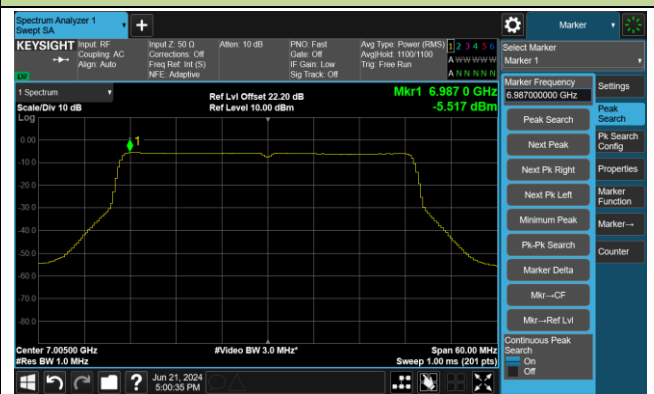 Spectrum Analyzer 1
Swept SA
+
Marker
KEYSIGHT
Input: RF
Coupling: AC
Align: Auto
Input Z: 50 Ω
Corrections: Off
Freq Ref: Int (S)
NFE: Adaptive
Atten: 10 dB
PNO: Fast
Gate: Off
IF Gain: Low
Sig Track: Off
Avg Type: Power (RMS)
Avg|Hold: 1100/1100
Trig: Free Run
1 2 3 4 5 6
A W W W W W
A N N N N N
LXI
Select Marker
Marker 1
1 Spectrum
Scale/Div 10 dB
Ref Lvl Offset 22.20 dB
Ref Level 10.00 dBm
Mkr1 6.987 0 GHz
-5.517 dBm
Log
0.00
-10.0
-20.0
-30.0
-40.0
-50.0
-60.0
-70.0
-80.0
1
Center 7.00500 GHz
#Res BW 1.0 MHz
#Video BW 3.0 MHz*
Span 60.00 MHz
Sweep 1.00 ms (201 pts)
Marker Frequency
6.987000000 GHz
Peak Search
Next Peak
Next Pk Right
Next Pk Left
Minimum Peak
Pk-Pk Search
Marker Delta
Mkr→CF
Mkr→Ref Lvl
Continuous Peak
Search
On
Off
Settings
Peak
Search
Pk Search
Config
Properties
Marker
Function
Marker→
Counter
?
Jun 21, 2024
5:00:35 PM